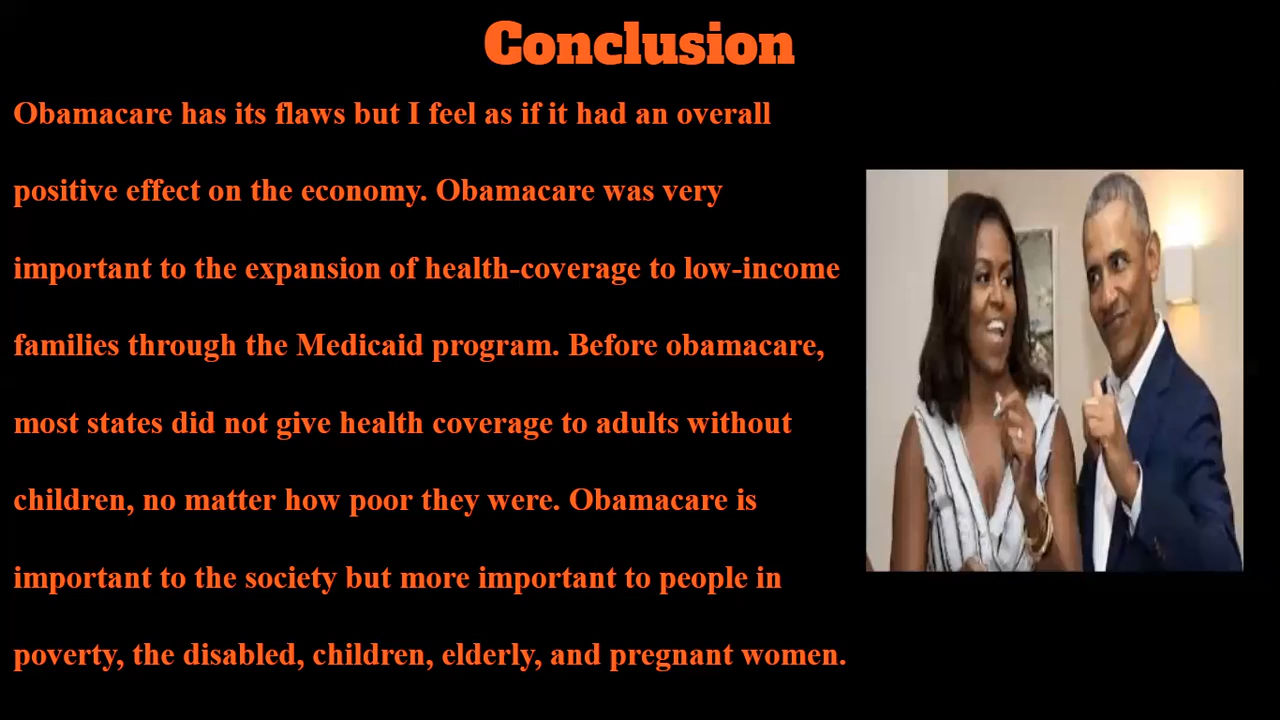 Conclusion
Obamacare has its flaws but I feel as if it had an overall
positive effect on the economy. Obamacare was very
important to the expansion of health-coverage to low-income
families through the Medicaid program. Before obamacare,
most states did not give health coverage to adults without
children, no matter how poor they were. Obamacare is
important to the society but more important to people in
poverty, the disabled, children, elderly, and pregnant women.